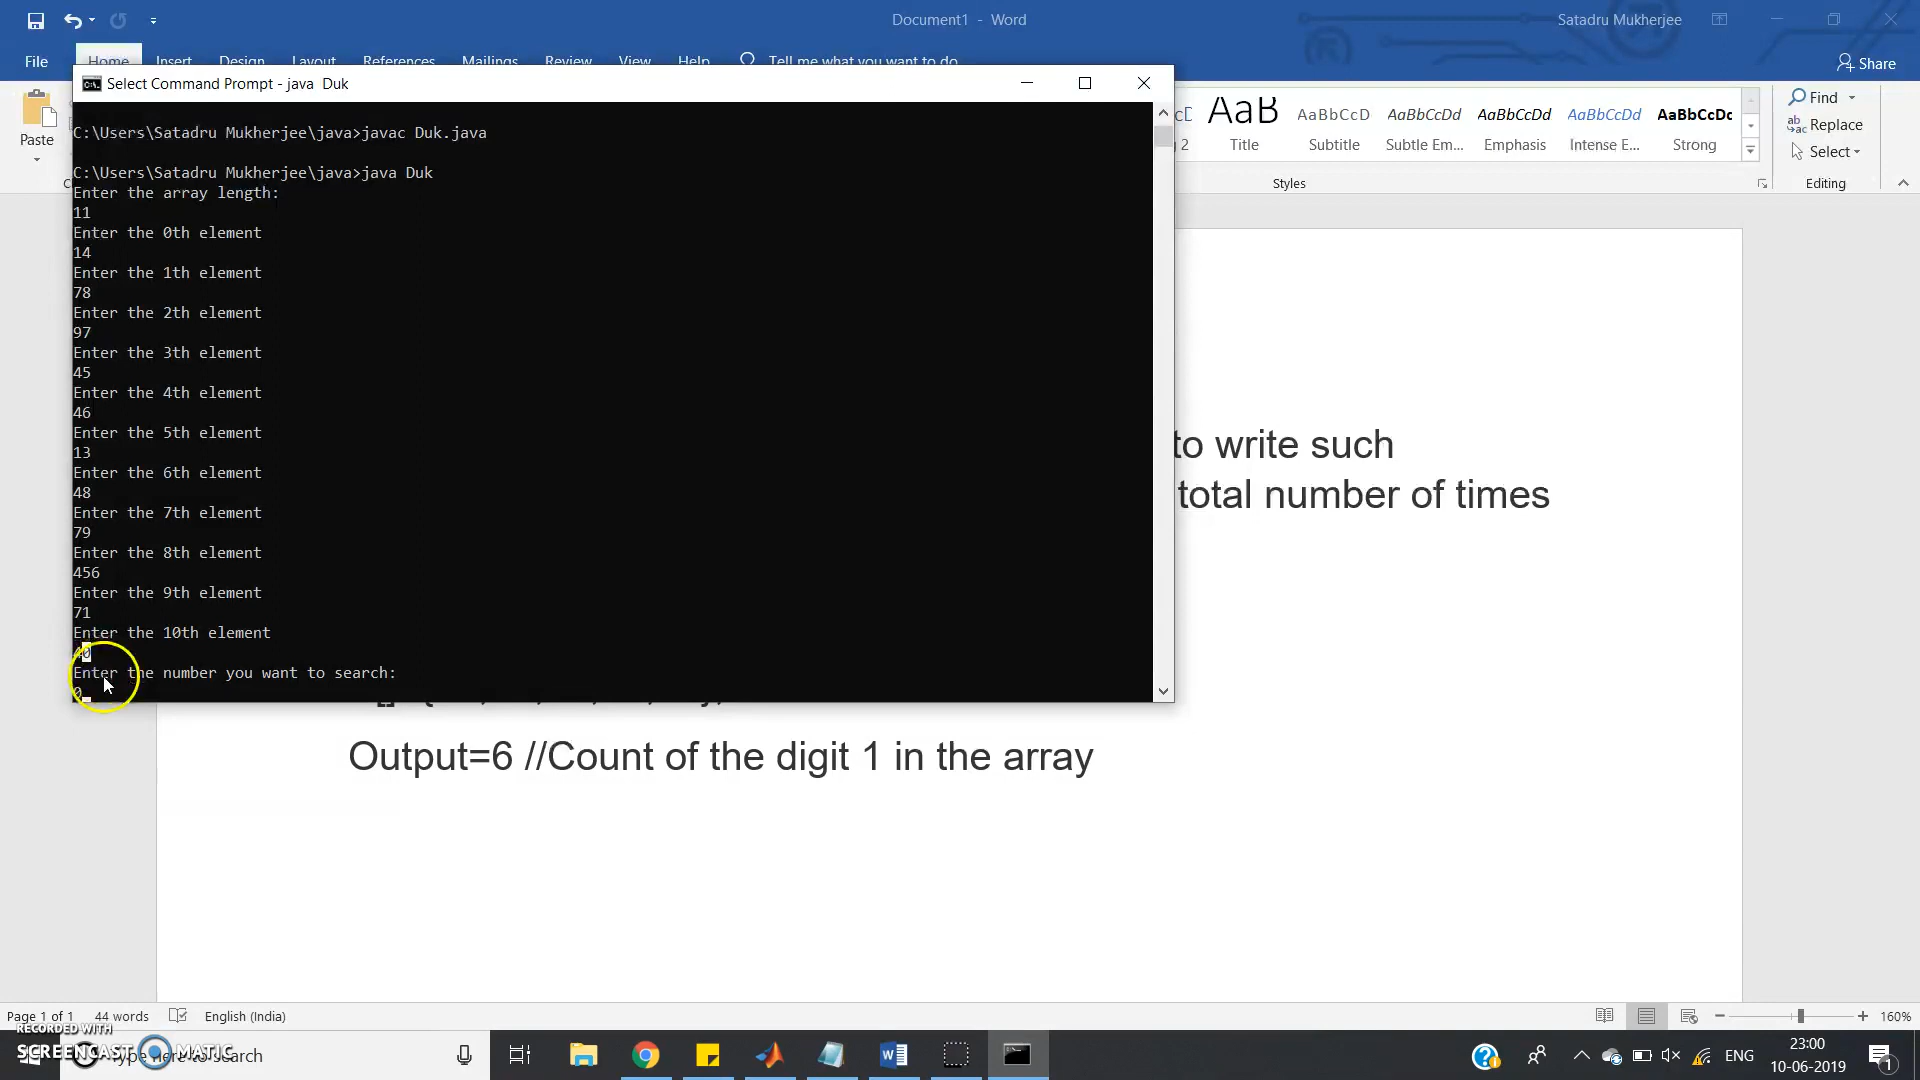 Document1 - Word
Satadru Mukherjee
File Home Insert Design Layout References Mailings Review View Help Tell me what you want to do
Share
Select Command Prompt - java Duk
Paste
C:\Users\Satadru Mukherjee\java>javac Duk.java
C:\Users\Satadru Mukherjee\java>java Duk
Enter the array length:
11
Enter the 0th element
14
Enter the 1th element
78
Enter the 2th element
97
Enter the 3th element
45
Enter the 4th element
46
Enter the 5th element
13
Enter the 6th element
48
Enter the 7th element
79
Enter the 8th element
456
Enter the 9th element
71
Enter the 10th element
40
Enter the number you want to search:
0
AaB AaBbCcD AaBbCcDd AaBbCcDd AaBbCcDd AaBbCcDc
2 Title Subtitle Subtle Em... Emphasis Intense E... Strong
Styles
Find
Replace
Select
Editing
to write such
total number of times
Output=6 //Count of the digit 1 in the array
Page 1 of 1 44 words English (India)
160%
RECORDED WITH
SCREENCAST MATIC
Type here to search
ENG
23:00
10-06-2019
1